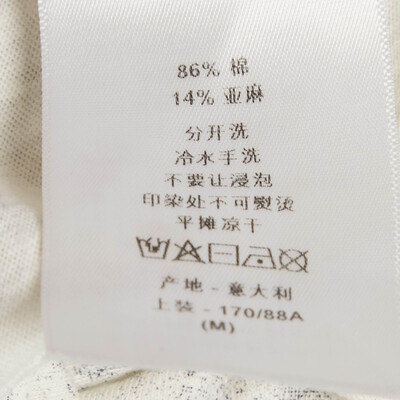 86% 棉
14% 亚麻
分开洗
冷水手洗
不要让浸泡
印染处不可熨烫
平摊凉干
产地 - 意大利
上装 - 170/88A
(M)